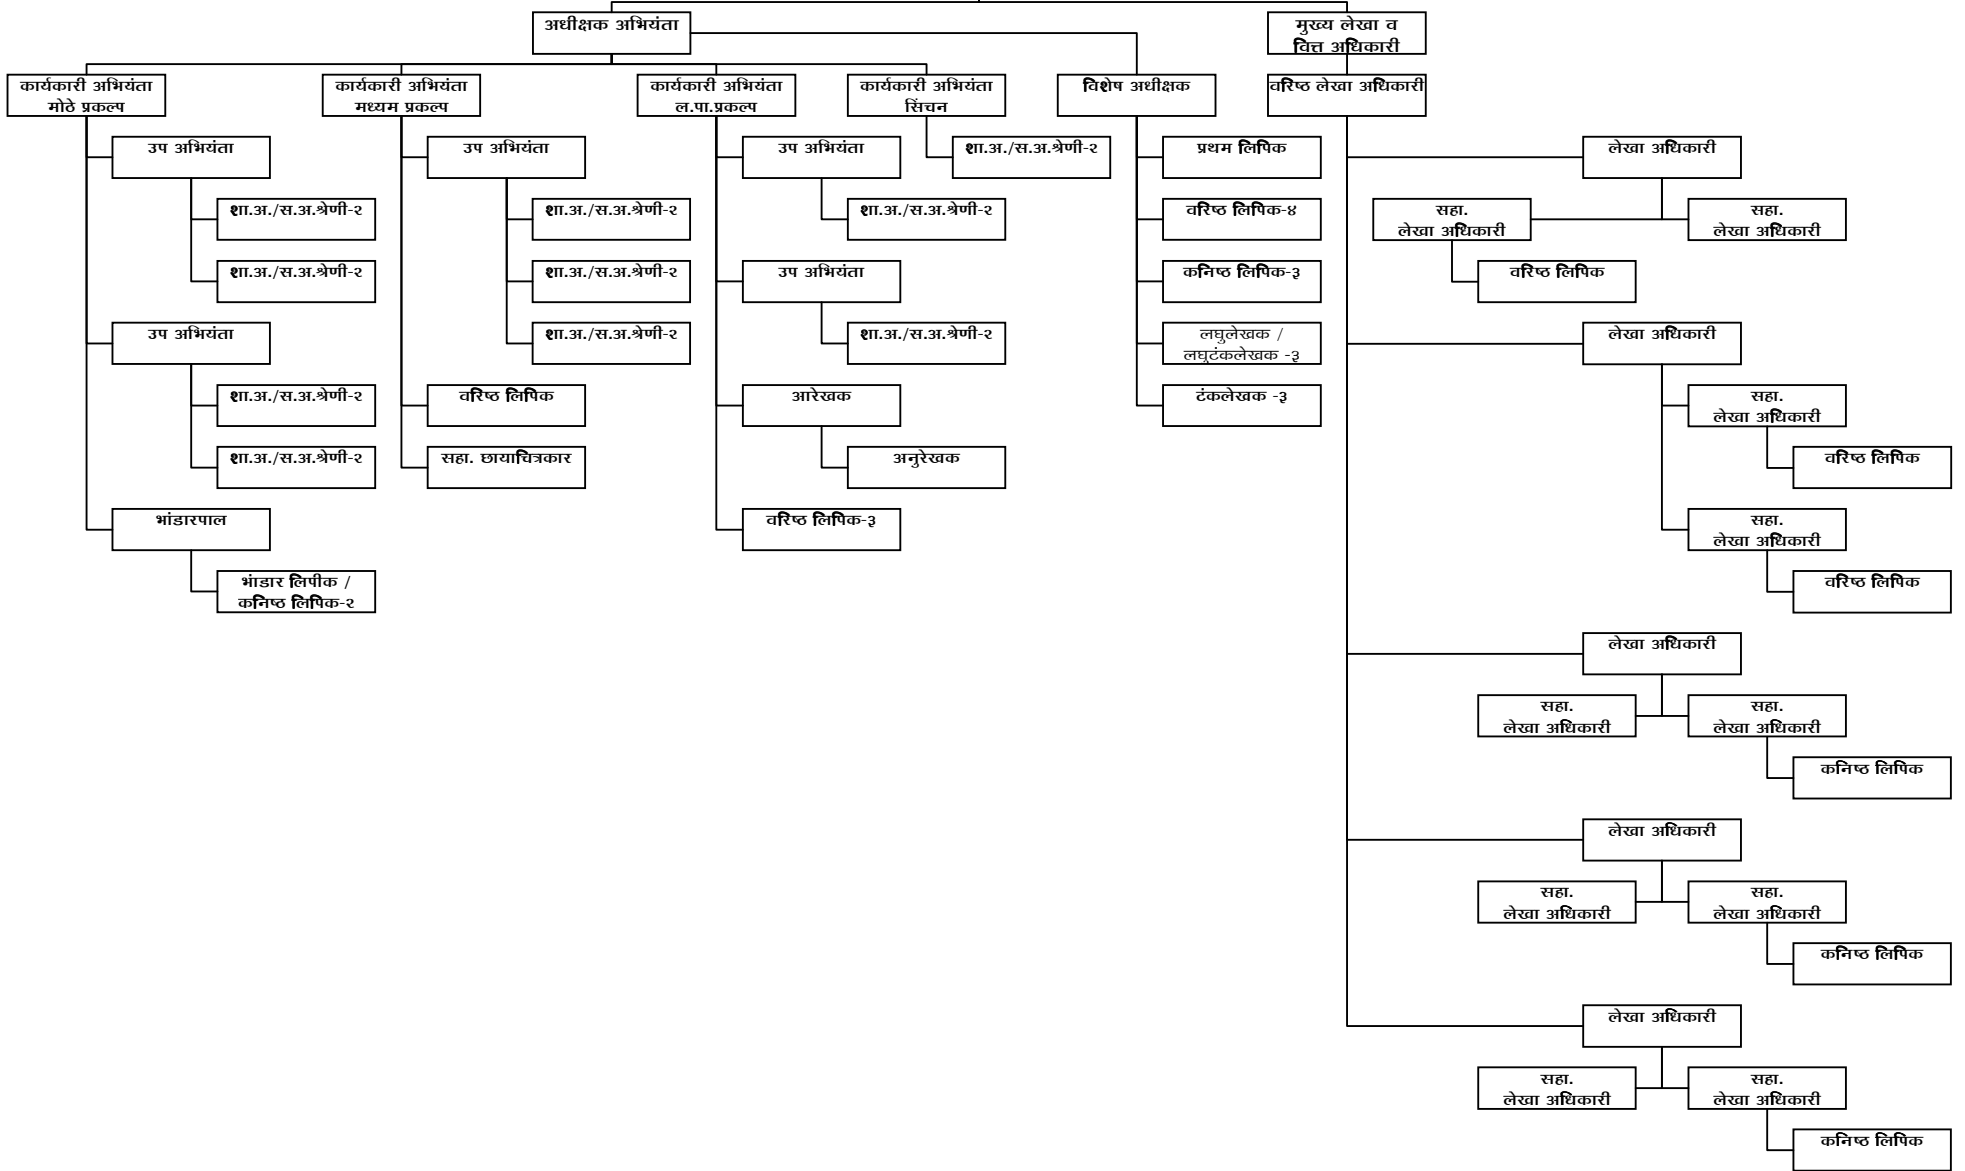 अधीक्षक अभियंता
मुख्य लेखा व
वित्त अधिकारी
कार्यकारी अभियंता
मोठे प्रकल्प
कार्यकारी अभियंता
मध्यम प्रकल्प
कार्यकारी अभियंता
ल.पा.प्रकल्प
कार्यकारी अभियंता
सिंचन
विशेष अधीक्षक
वरिष्ठ लेखा अधिकारी
उप अभियंता
उप अभियंता
उप अभियंता
शा.अ./स.अ.श्रेणी-२
प्रथम लिपिक
लेखा अधिकारी
शा.अ./स.अ.श्रेणी-२
शा.अ./स.अ.श्रेणी-२
शा.अ./स.अ.श्रेणी-२
वरिष्ठ लिपिक-४
सहा.
लेखा अधिकारी
सहा.
लेखा अधिकारी
शा.अ./स.अ.श्रेणी-२
शा.अ./स.अ.श्रेणी-२
उप अभियंता
कनिष्ठ लिपिक-३
वरिष्ठ लिपिक
उप अभियंता
शा.अ./स.अ.श्रेणी-२
शा.अ./स.अ.श्रेणी-२
लघुलेखक /
लघुटंकलेखक -३
लेखा अधिकारी
शा.अ./स.अ.श्रेणी-२
वरिष्ठ लिपिक
आरेखक
टंकलेखक -३
सहा.
लेखा अधिकारी
शा.अ./स.अ.श्रेणी-२
सहा. छायाचित्रकार
अनुरेखक
वरिष्ठ लिपिक
भांडारपाल
वरिष्ठ लिपिक-३
सहा.
लेखा अधिकारी
भांडार लिपीक /
कनिष्ठ लिपिक-२
वरिष्ठ लिपिक
लेखा अधिकारी
सहा.
लेखा अधिकारी
सहा.
लेखा अधिकारी
कनिष्ठ लिपिक
लेखा अधिकारी
सहा.
लेखा अधिकारी
सहा.
लेखा अधिकारी
कनिष्ठ लिपिक
लेखा अधिकारी
सहा.
लेखा अधिकारी
सहा.
लेखा अधिकारी
कनिष्ठ लिपिक